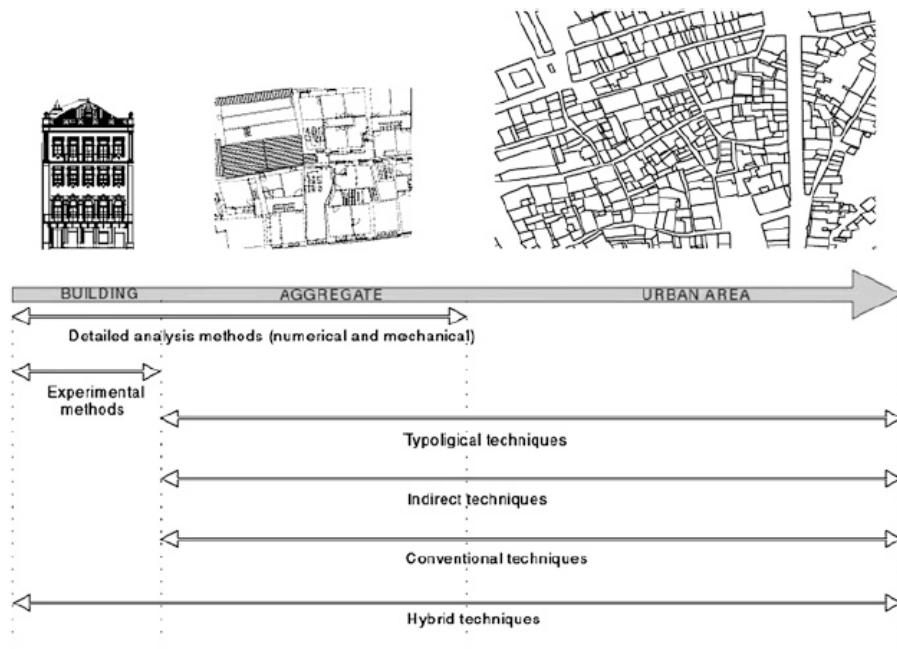 BUILDING AGGREGATE URBAN AREA
Detailed analysis methods (numerical and mechanical)
Experimental
methods
Typoligical techniques
Indirect techniques
Conventional techniques
Hybrid techniques